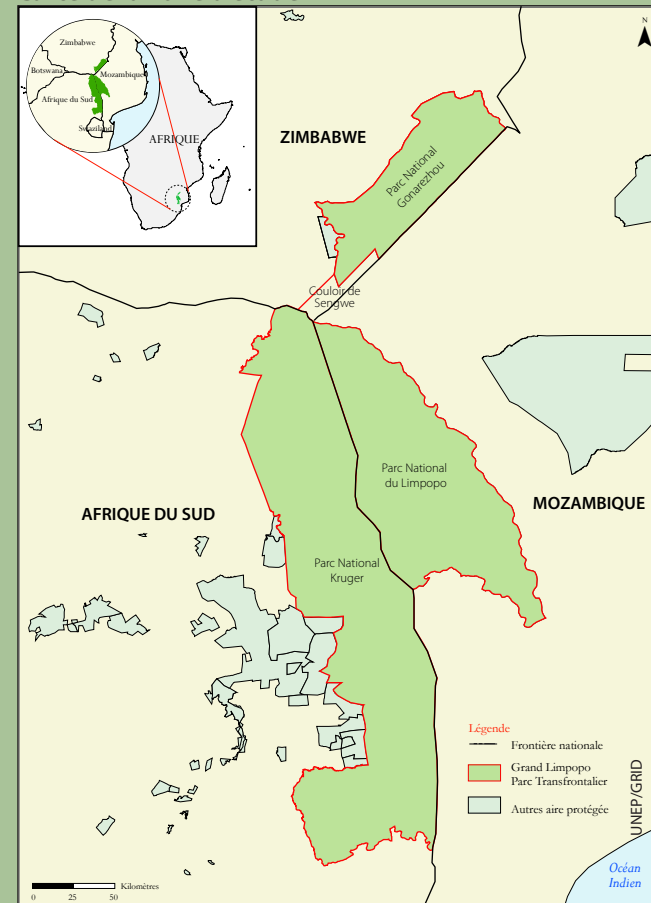 Zimbabwe
Botswana
Mozambique
Afrique du Sud
Swaziland
AFRIQUE
N
ZIMBABWE
Parc National
Gonarezhou
Couloir de
Sengwe
Parc National
du Limpopo
MOZAMBIQUE
AFRIQUE DU SUD
Parc National
Kruger
Légende
Frontière nationale
Grand Limpopo
Parc Transfrontalier
Autres aire protégée
UNEP/GRID
Océan
Indien
Kilomètres
0 25 50